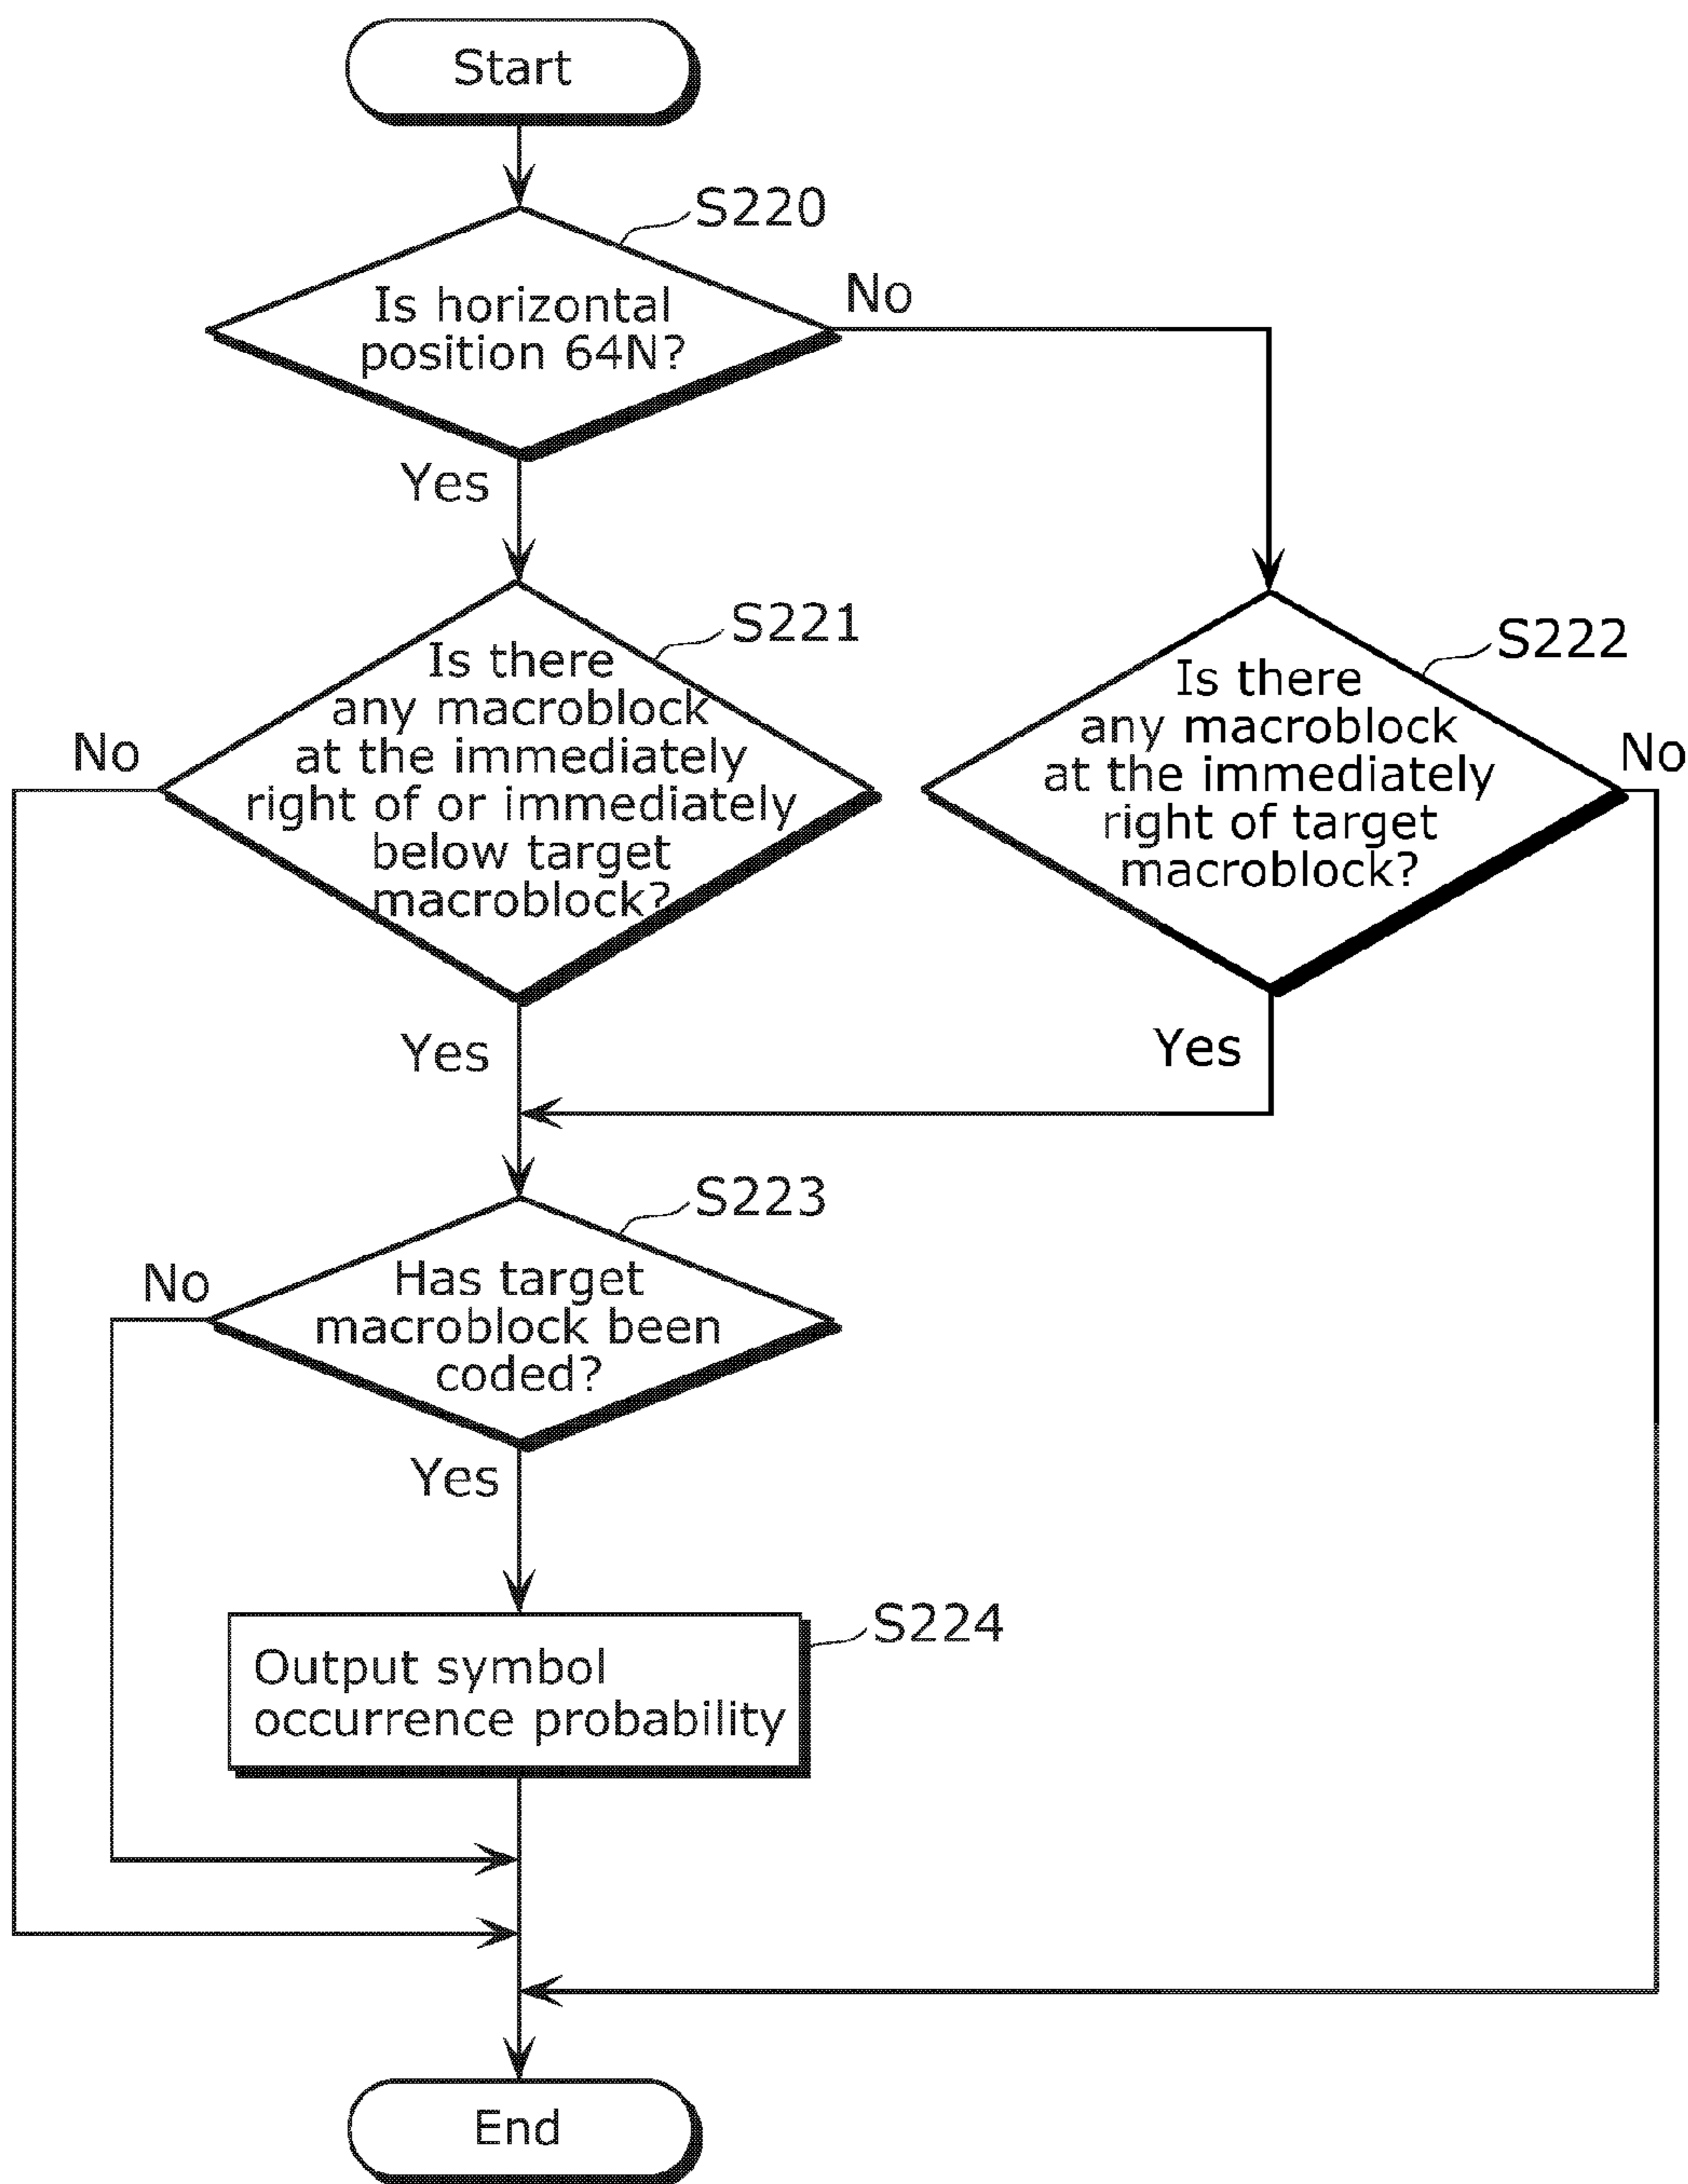 Start
S220
Is horizontal
position 64N?
No
Yes
S221
Is there
any macroblock
at the immediately
right of or immediately
below target
macroblock?
No
Yes
S222
Is there
any macroblock
at the immediately
right of target
macroblock?
No
Yes
S223
Has target
macroblock been
coded?
No
Yes
S224
Output symbol
occurrence probability
End